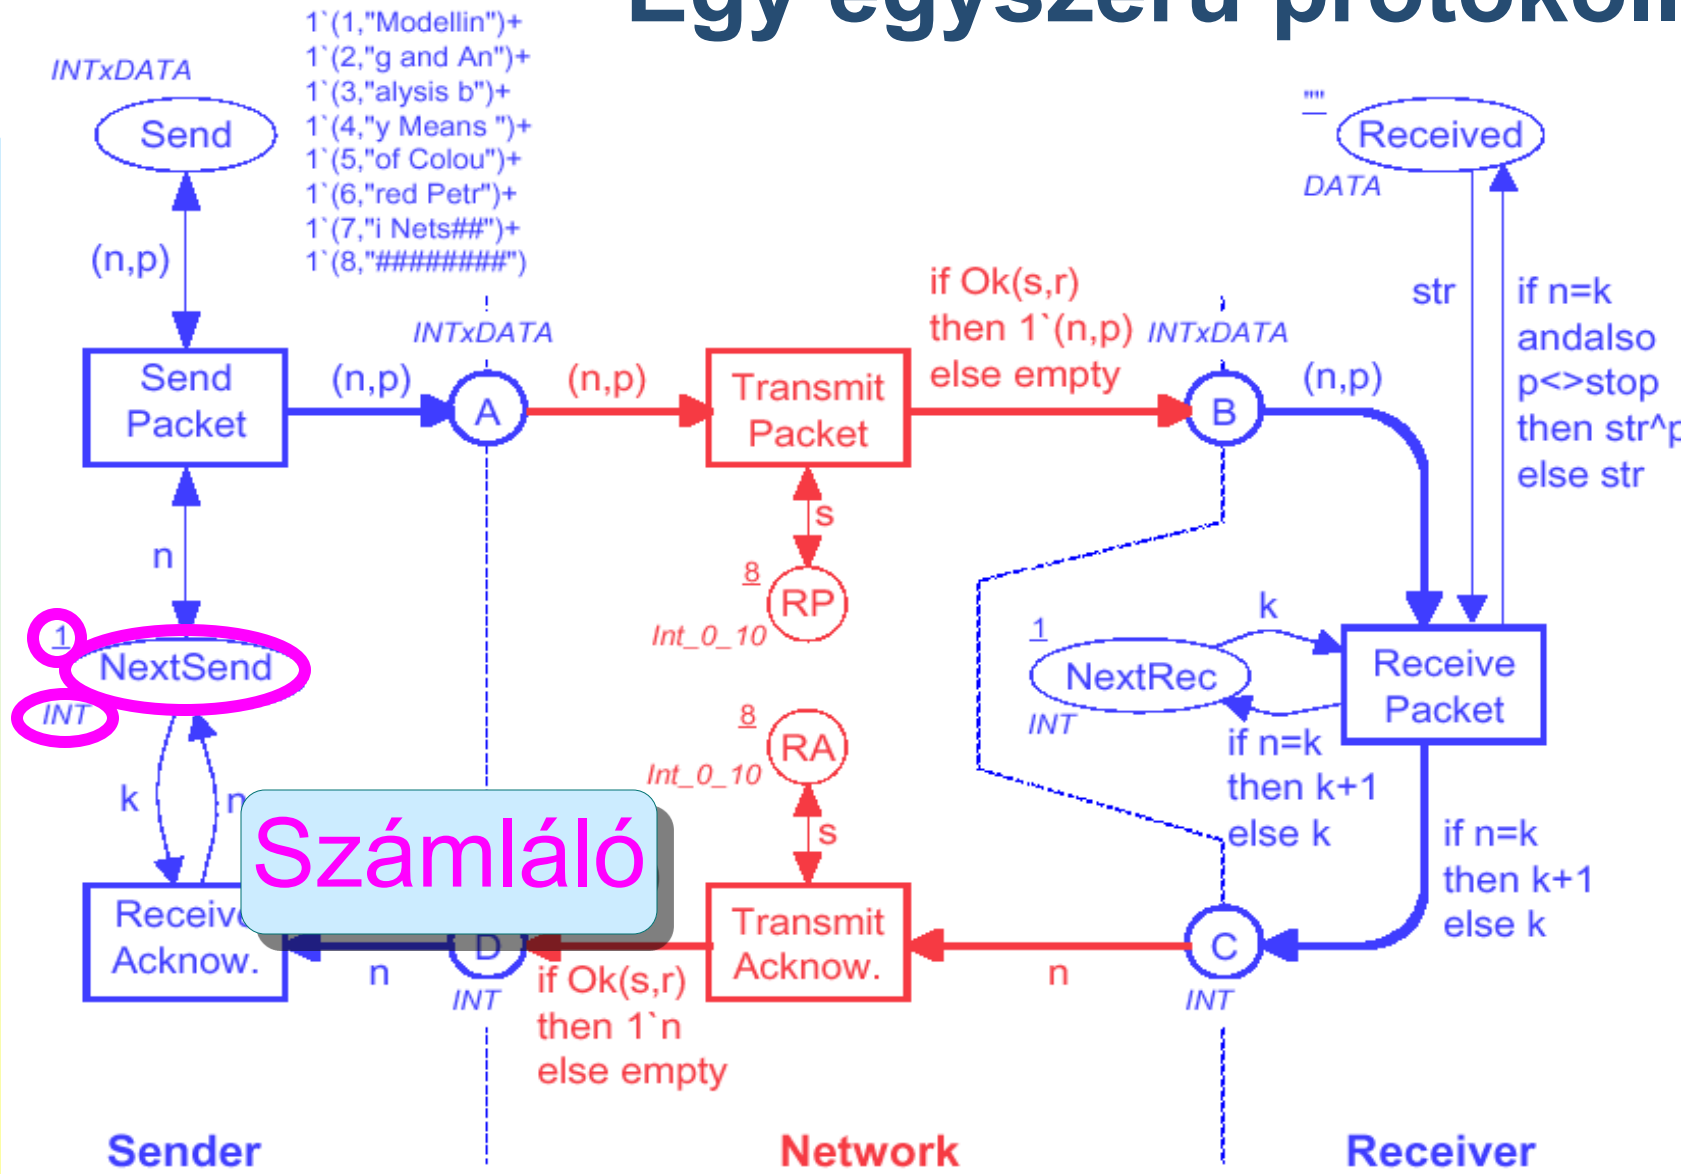 Egy egyszerű protokoll
1`(1,"Modellin")+
1`(2,"g and An")+
1`(3,"alysis b")+
1`(4,"y Means ")+
1`(5,"of Colou")+
1`(6,"red Petr")+
1`(7,"i Nets##")+
1`(8,"########")
INTxDATA
Send
(n,p)
""
Received
DATA
str
if n=k
andalso
p<>stop
then str^p
else str
Send
Packet
(n,p)
INTxDATA
A
(n,p)
Transmit
Packet
if Ok(s,r)
then 1`(n,p)
else empty
INTxDATA
B
(n,p)
n
s
8
RP
Int_0_10
1
NextSend
INT
k
n
8
RA
Int_0_10
s
1
NextRec
INT
k
if n=k
then k+1
else k
Receive
Packet
if n=k
then k+1
else k
Számláló
Receive
Acknow.
n
D
INT
if Ok(s,r)
then 1`n
else empty
Transmit
Acknow.
n
C
INT
Sender
Network
Receiver